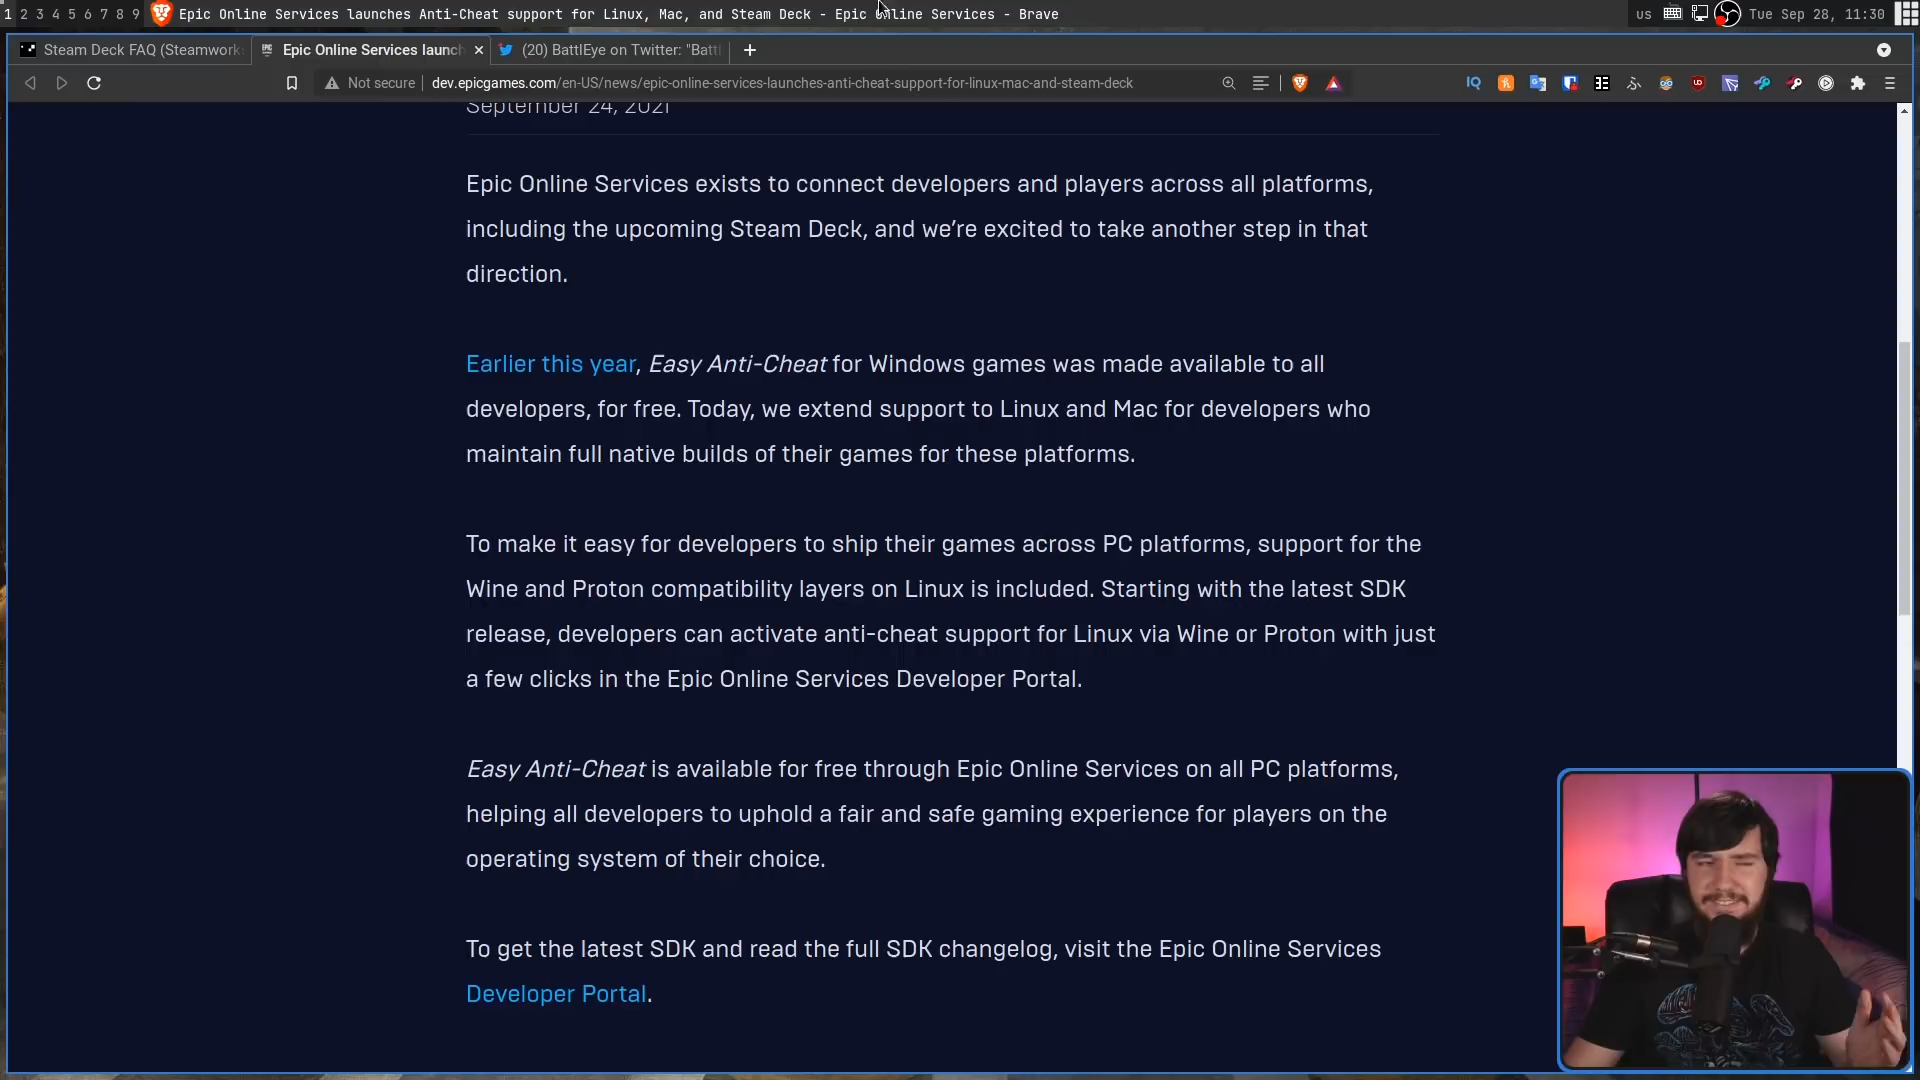 1 2 3 4 5 6 7 8 9 Epic Online Services launches Anti-Cheat support for Linux, Mac, and Steam Deck - Epic Online Services - Brave us Tue Sep 28, 11:30
Steam Deck FAQ (Steamwork Epic Online Services launch (20) BattlEye on Twitter: "Battl
Not secure dev.epicgames.com/en-US/news/epic-online-services-launches-anti-cheat-support-for-linux-mac-and-steam-deck
September 24, 2021
Epic Online Services exists to connect developers and players across all platforms,
including the upcoming Steam Deck, and we’re excited to take another step in that
direction.
Earlier this year, Easy Anti-Cheat for Windows games was made available to all
developers, for free. Today, we extend support to Linux and Mac for developers who
maintain full native builds of their games for these platforms.
To make it easy for developers to ship their games across PC platforms, support for the
Wine and Proton compatibility layers on Linux is included. Starting with the latest SDK
release, developers can activate anti-cheat support for Linux via Wine or Proton with just
a few clicks in the Epic Online Services Developer Portal.
Easy Anti-Cheat is available for free through Epic Online Services on all PC platforms,
helping all developers to uphold a fair and safe gaming experience for players on the
operating system of their choice.
To get the latest SDK and read the full SDK changelog, visit the Epic Online Services
Developer Portal.